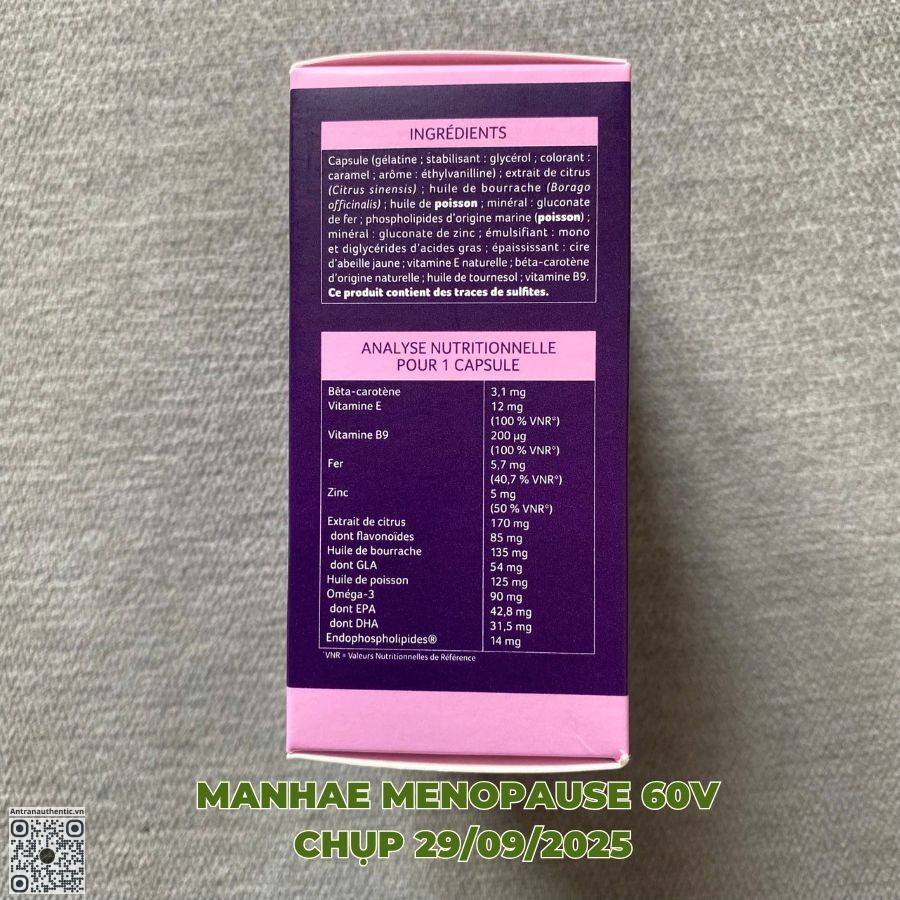 INGRÉDIENTS
Capsule (gélatine ; stabilisant : glycérol ; colorant :
caramel ; arôme : éthylvanilline) ; extrait de citrus
(Citrus sinensis) ; huile de bourrache (Borago
officinalis) ; huile de poisson ; minéral : gluconate
de fer ; phospholipides d'origine marine (poisson) ;
minéral : gluconate de zinc ; émulsifiant : mono
et diglycérides d'acides gras ; épaississant : cire
d'abeille jaune ; vitamine E naturelle ; bêta-carotène
d'origine naturelle ; huile de tournesol ; vitamine B9.
Ce produit contient des traces de sulfites.
ANALYSE NUTRITIONNELLE
POUR 1 CAPSULE
Bêta-carotène 3,1 mg
Vitamine E 12 mg
(100 % VNR*)
Vitamine B9 200 µg
(100 % VNR*)
Fer 5,7 mg
(40,7 % VNR*)
Zinc 5 mg
(50 % VNR*)
Extrait de citrus 170 mg
dont flavonoïdes 85 mg
Huile de bourrache 135 mg
dont GLA 54 mg
Huile de poisson 125 mg
Oméga-3 90 mg
dont EPA 42,8 mg
dont DHA 31,5 mg
Endophospholipides® 14 mg
*VNR = Valeurs Nutritionnelles de Référence
MANHAE MENOPAUSE 60V
CHỤP 29/09/2025
Antranauthentic.vn